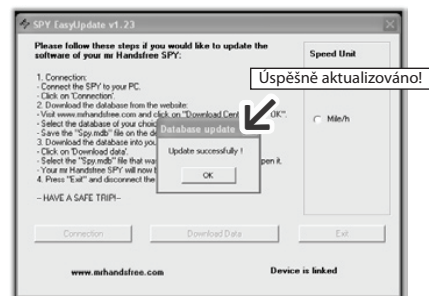 SPY EasyUpdate v1.23
Please follow these steps if you would like to update the
software of your mr Handsfree SPY:
1. Connection:
- Connect the SPY to your PC.
- Click on "Connection".
2. Download the database from the website:
- Visit www.mrhandsfree.com and click on "Download Cent OK".
- Select the database of your choic
- Save the "Spy.mdb" file on the d
3. Download the database into you
- Click on "Download data".
- Select the "Spy.mdb" file that wa pen it.
- Your mr Handsfree SPY will now b
4. Press "Exit" and disconnect the
-- HAVE A SAFE TRIP!--
Speed Unit
Mile/h
Úspěšně aktualizováno!
Database update
Update successfully !
OK
Connection
Download Data
Exit
www.mrhandsfree.com
Device is linked